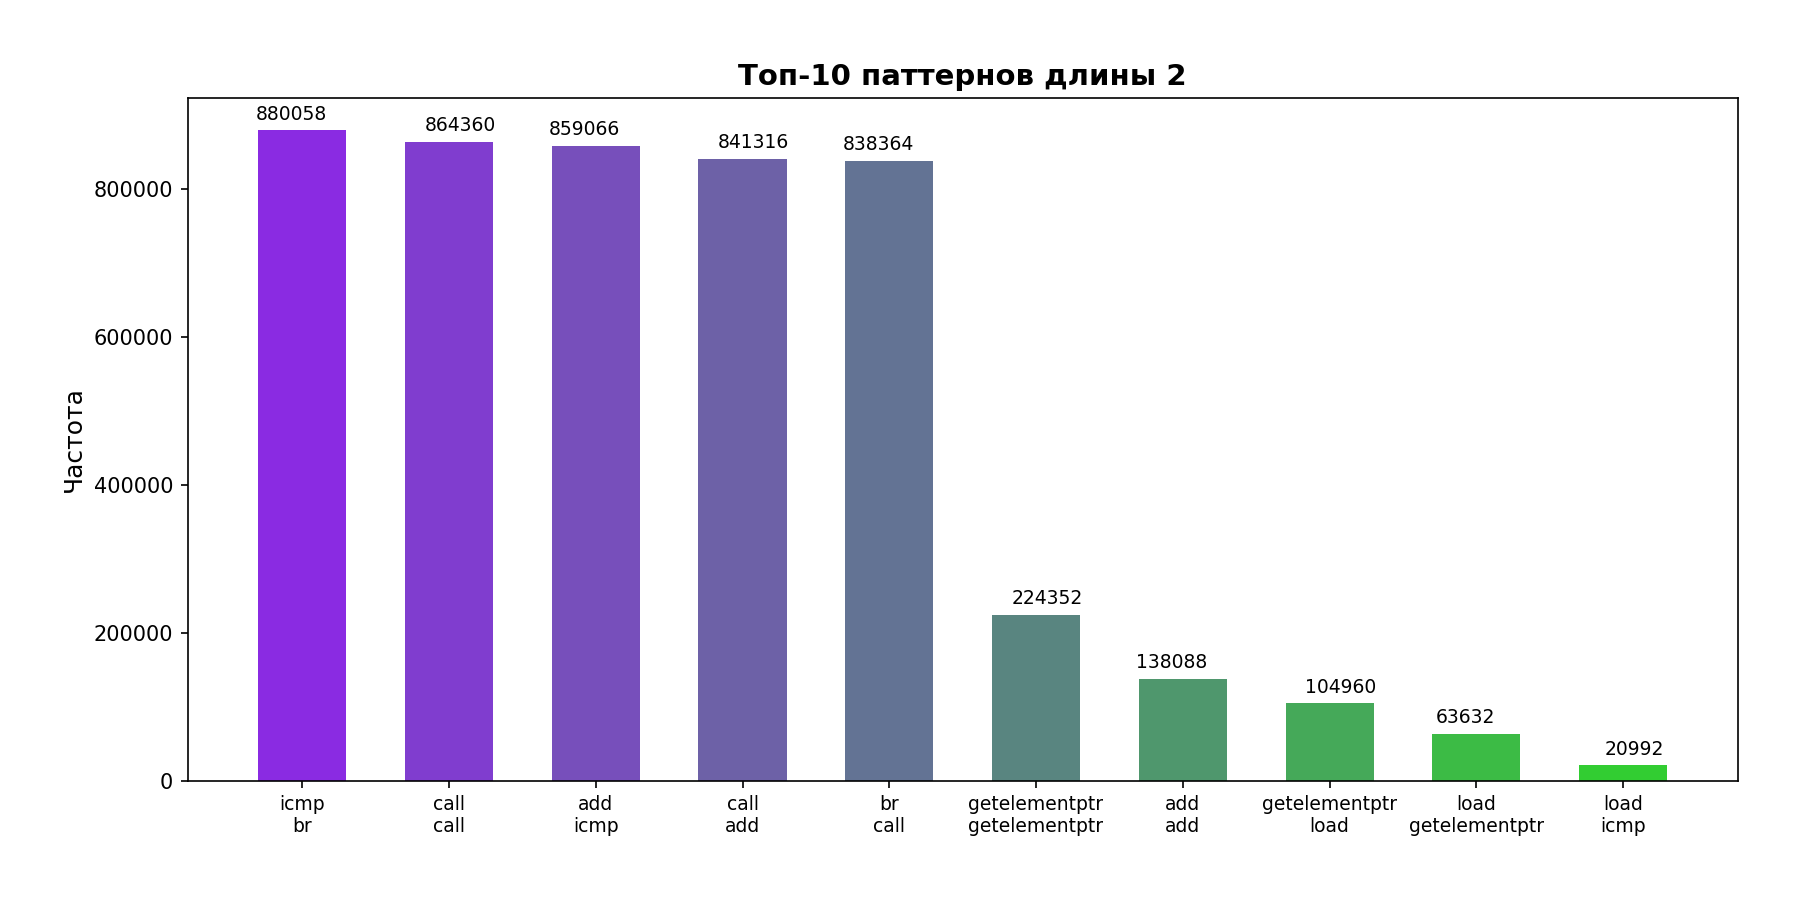 Топ-10 паттернов длины 2
Частота
800000
600000
400000
200000
0
880058
864360
859066
841316
838364
224352
138088
104960
63632
20992
icmp
br
call
call
add
icmp
call
add
br
call
getelementptr
getelementptr
add
add
getelementptr
load
load
getelementptr
load
icmp